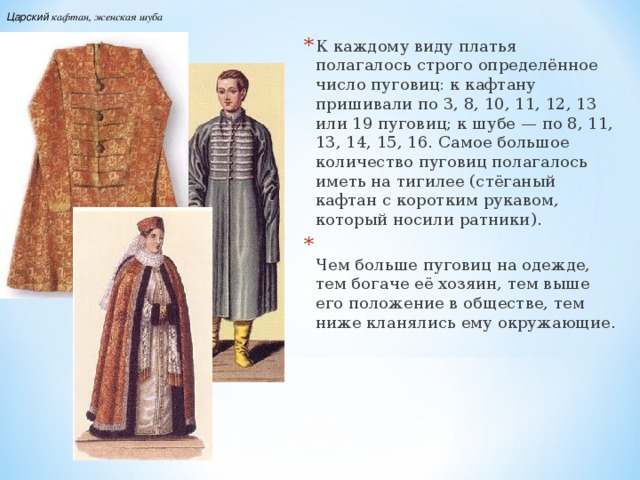 Царский кафтан, женская шуба
* К каждому виду платья
полагалось строго определённое
число пуговиц: к кафтану
пришивали по 3, 8, 10, 11, 12, 13
или 19 пуговиц; к шубе — по 8, 11,
13, 14, 15, 16. Самое большое
количество пуговиц полагалось
иметь на тигилее (стёганый
кафтан с коротким рукавом,
который носили ратники).
*
Чем больше пуговиц на одежде,
тем богаче её хозяин, тем выше
его положение в обществе, тем
ниже кланялись ему окружающие.